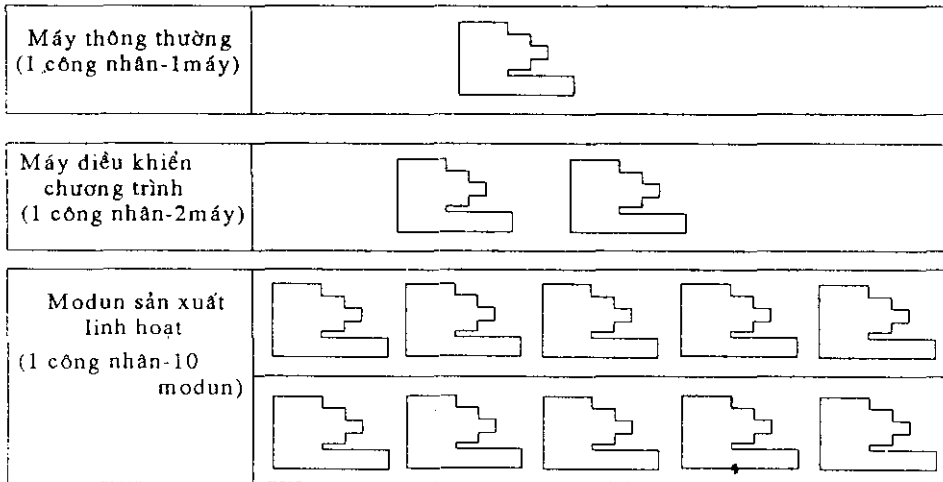 Máy thông thường
(1 công nhân-1máy)
Máy điều khiển
chương trình
(1 công nhân-2máy)
Modun sản xuất
linh hoạt
(1 công nhân-10
modun)